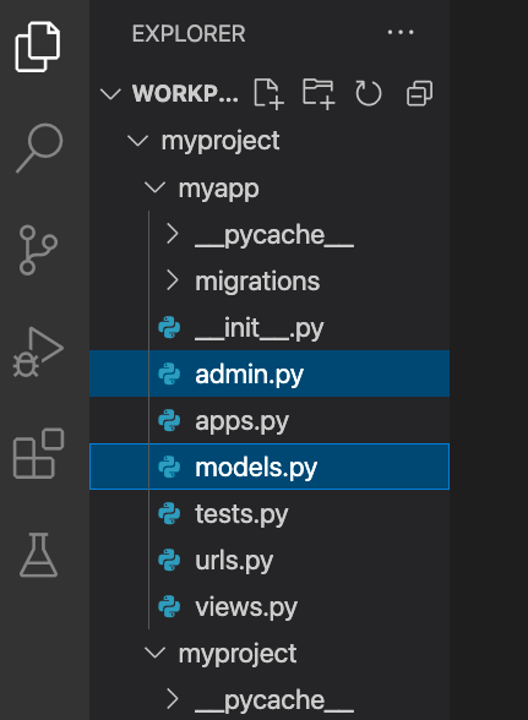 EXPLORER
WORKP...
myproject
myapp
__pycache__
migrations
__init__.py
admin.py
apps.py
models.py
tests.py
urls.py
views.py
myproject
__pycache__